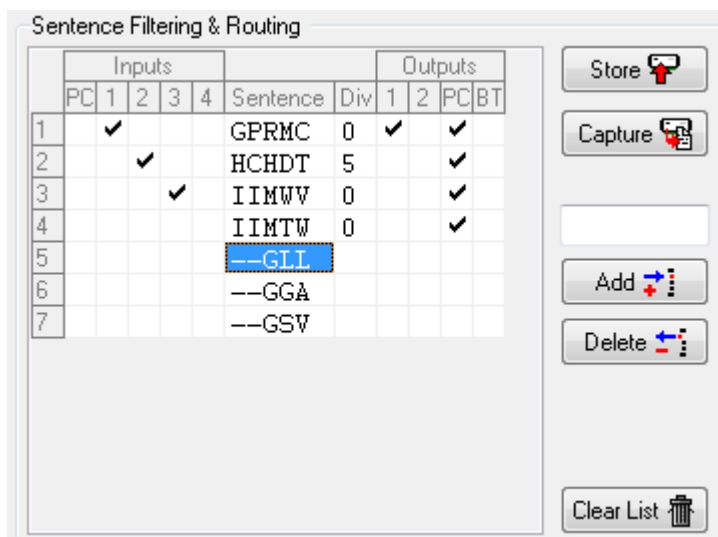 Sentence Filtering & Routing
Inputs Outputs
PC 1 2 3 4 Sentence Div 1 2 PC BT
1 GPRMC 0
2 HCHDT 5
3 IIMWV 0
4 IIMTW 0
5 --GLL
6 --GGA
7 --GSV
Store
Capture
Add
Delete
Clear List